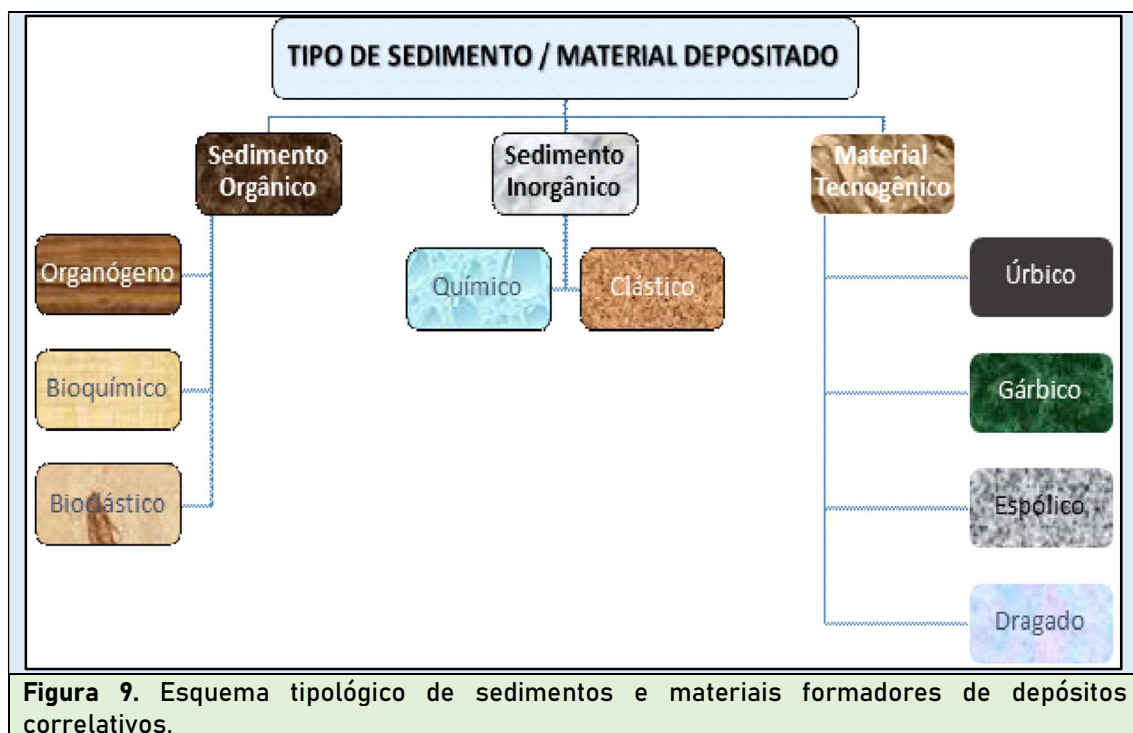 TIPO DE SEDIMENTO / MATERIAL DEPOSITADO
Sedimento
Orgânico
Sedimento
Inorgânico
Material
Tecnogênico
Organógeno
Bioquímico
Bioclástico
Químico
Clástico
Úrbico
Gárbico
Espólico
Dragado
Figura 9. Esquema tipológico de sedimentos e materiais formadores de depósitos
correlativos.